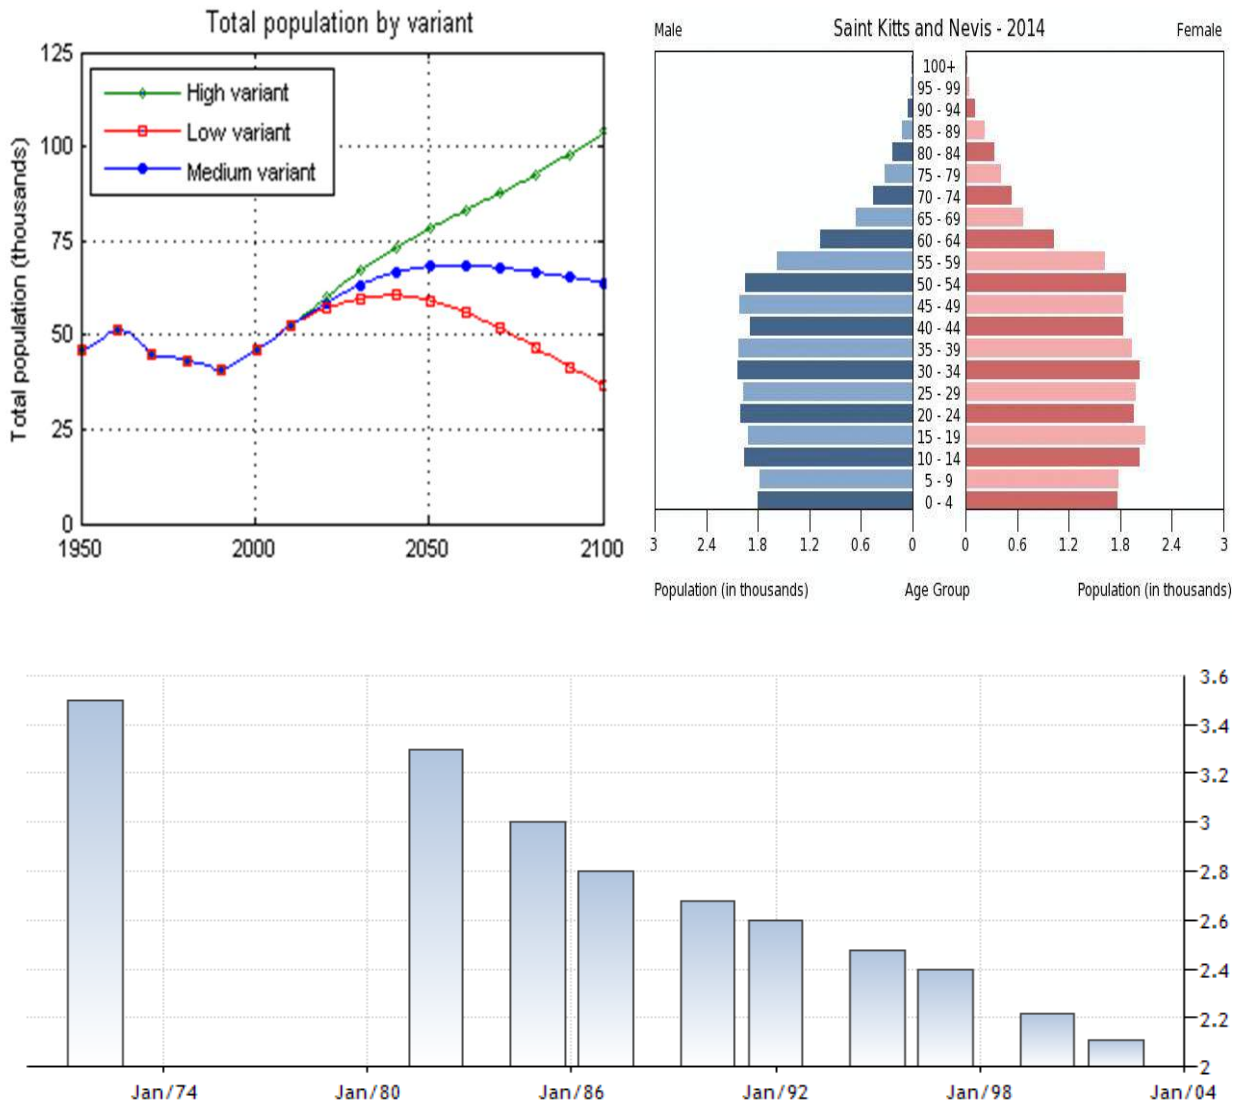 Total population by variant
125
100
75
50
25
0
Total population (thousands)
High variant
Low variant
Medium variant
1950 2000 2050 2100
Male Saint Kitts and Nevis - 2014 Female
100+
95 - 99
90 - 94
85 - 89
80 - 84
75 - 79
70 - 74
65 - 69
60 - 64
55 - 59
50 - 54
45 - 49
40 - 44
35 - 39
30 - 34
25 - 29
20 - 24
15 - 19
10 - 14
5 - 9
0 - 4
3 2.4 1.8 1.2 0.6 0 0 0.6 1.2 1.8 2.4 3
Population (in thousands) Age Group Population (in thousands)
3.6
3.4
3.2
3
2.8
2.6
2.4
2.2
2
Jan/74 Jan/80 Jan/86 Jan/92 Jan/98 Jan/04